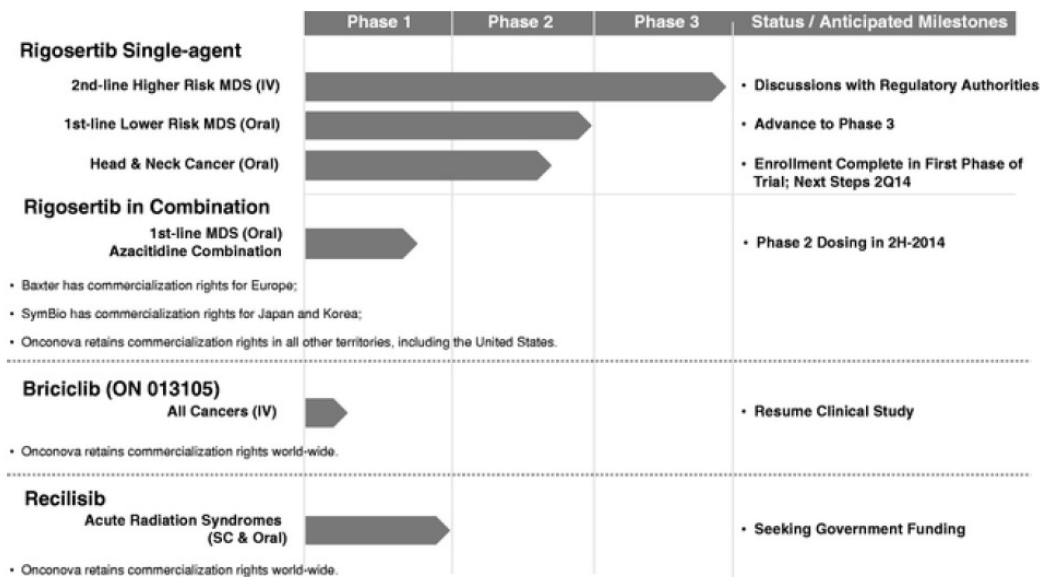 Phase 1 Phase 2 Phase 3 Status / Anticipated Milestones
Rigosertib Single-agent
2nd-line Higher Risk MDS (IV)
• Discussions with Regulatory Authorities
1st-line Lower Risk MDS (Oral)
• Advance to Phase 3
Head & Neck Cancer (Oral)
• Enrollment Complete in First Phase of
Trial; Next Steps 2Q14
Rigosertib in Combination
1st-line MDS (Oral)
Azacitidine Combination
• Phase 2 Dosing in 2H-2014
• Baxter has commercialization rights for Europe;
• SymBio has commercialization rights for Japan and Korea;
• Onconova retains commercialization rights in all other territories, including the United States.
Briciclib (ON 013105)
All Cancers (IV)
• Resume Clinical Study
• Onconova retains commercialization rights world-wide.
Recilisib
Acute Radiation Syndromes
(SC & Oral)
• Seeking Government Funding
• Onconova retains commercialization rights world-wide.